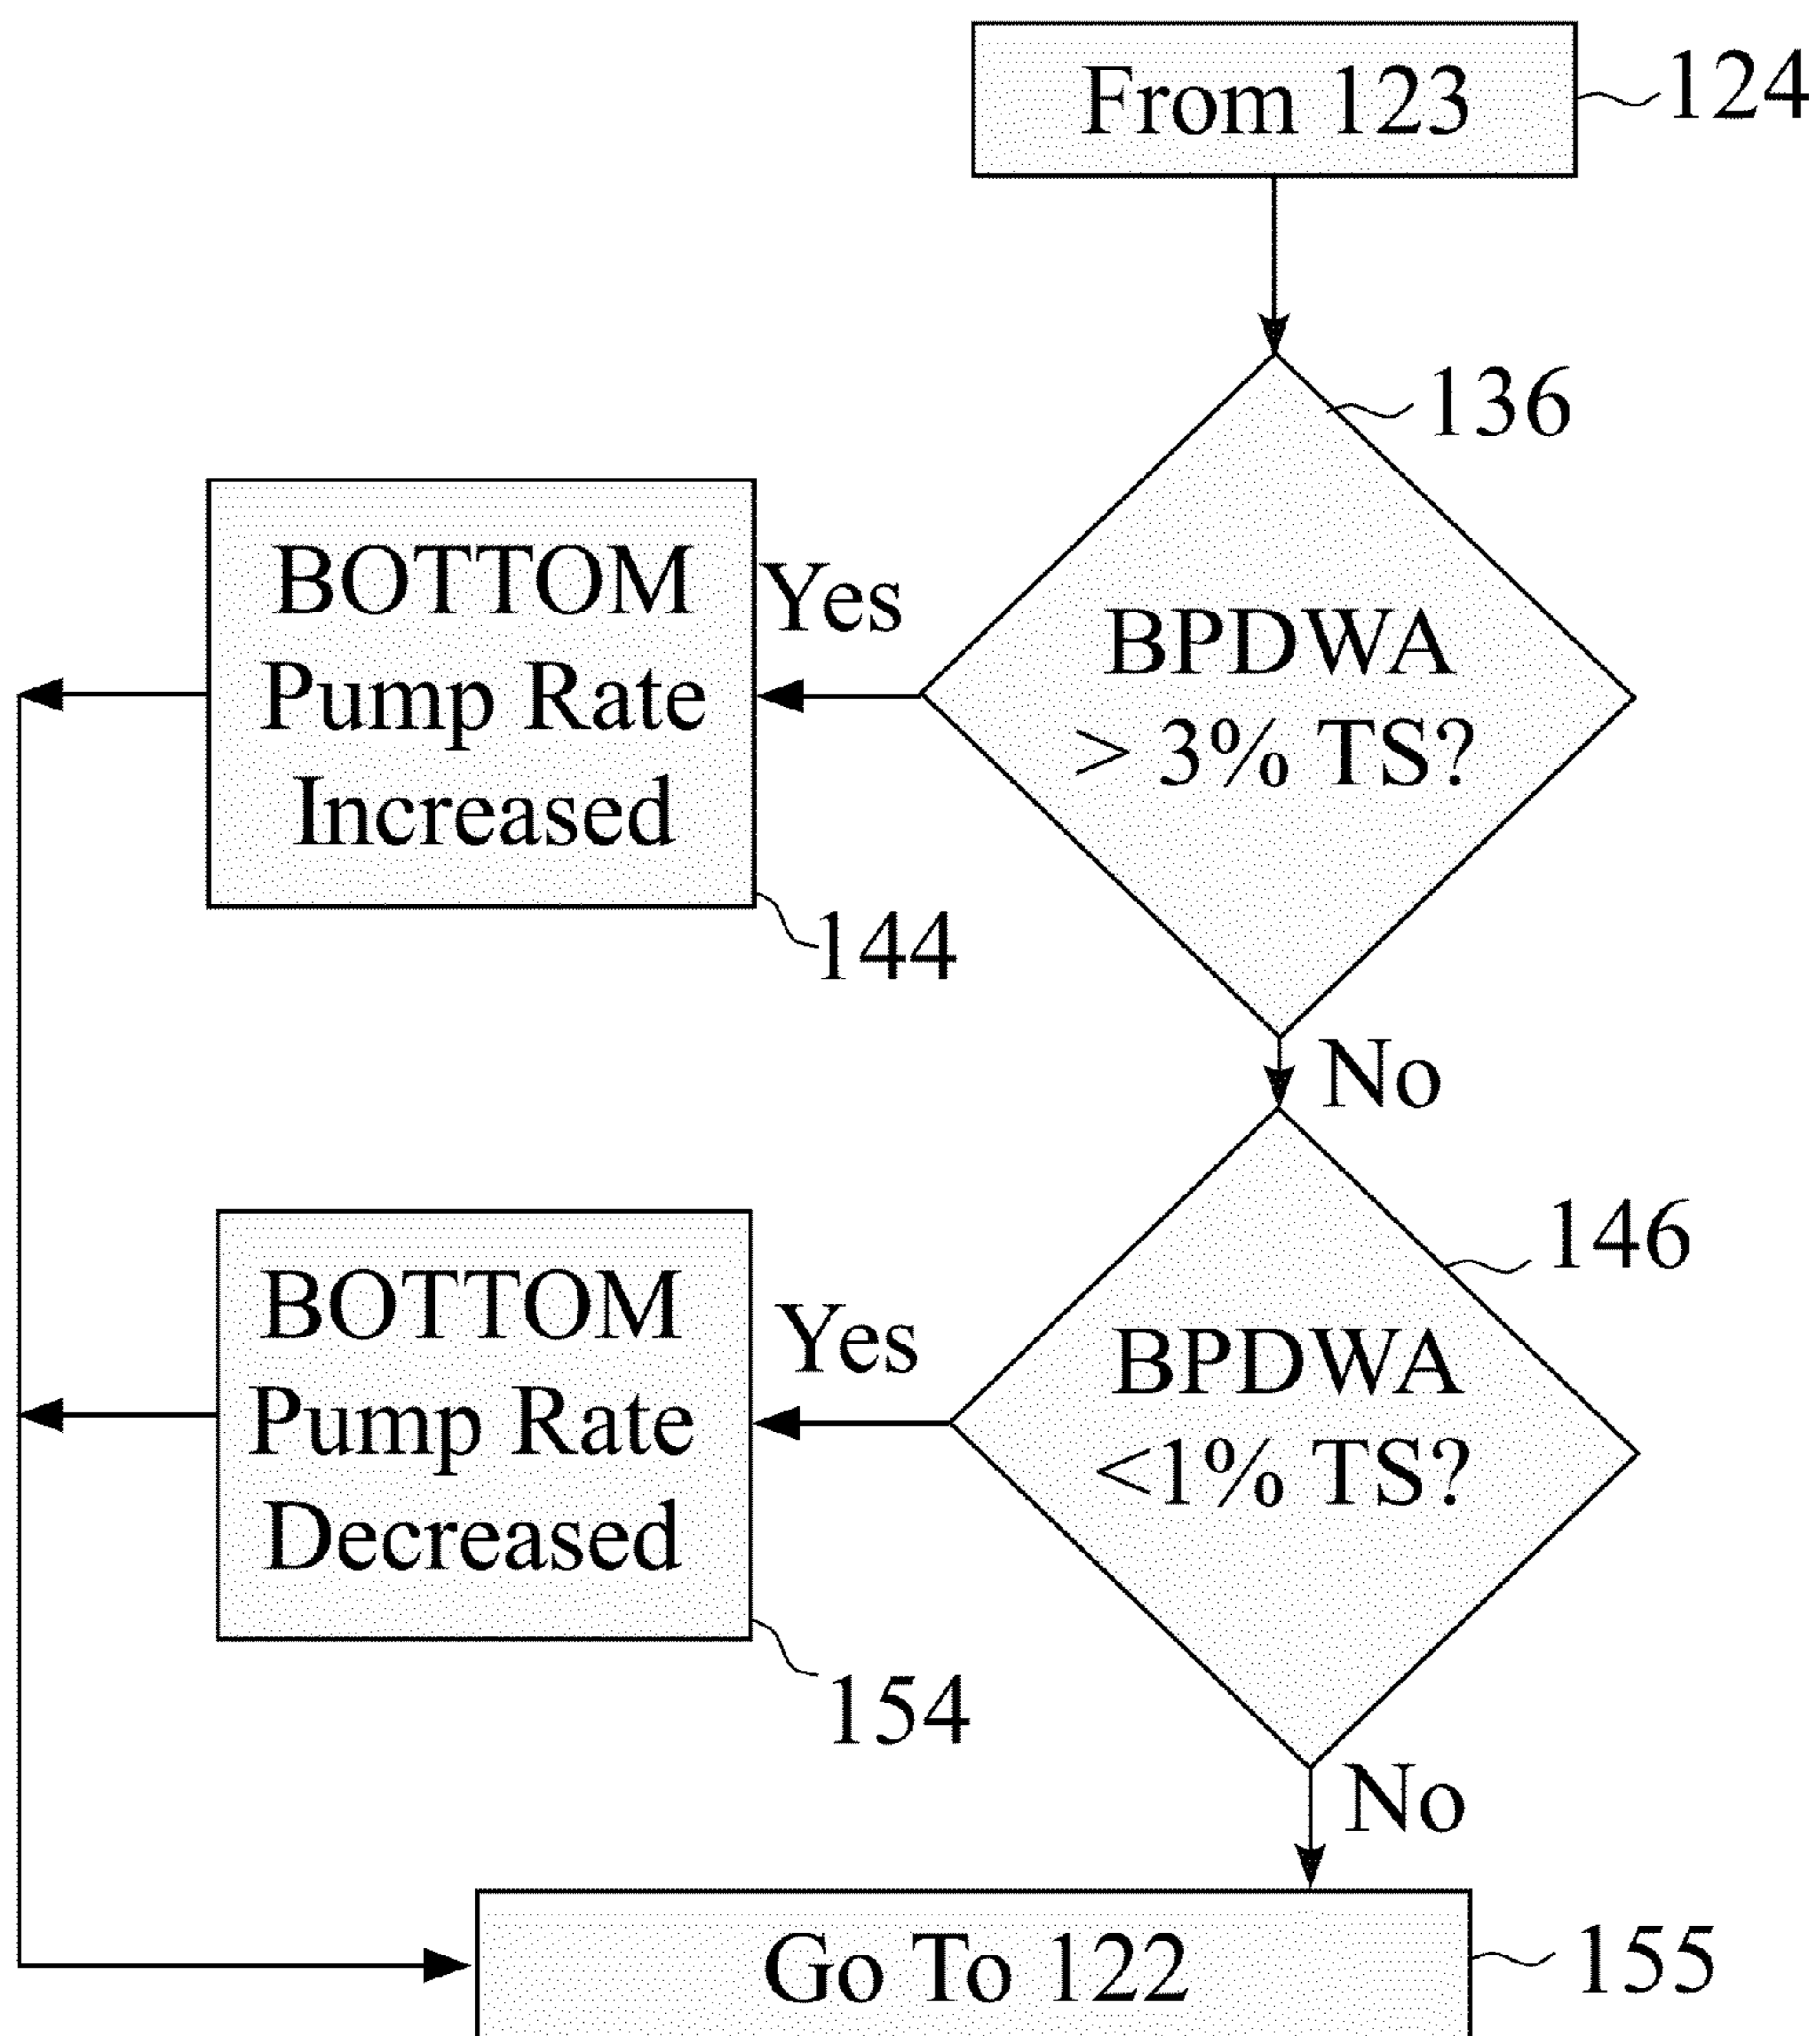 From 123
124
136
BOTTOM
Pump Rate
Increased
Yes
BPDWA
> 3% TS?
144
No
146
BOTTOM
Pump Rate
Decreased
Yes
BPDWA
<1% TS?
154
No
Go To 122
155